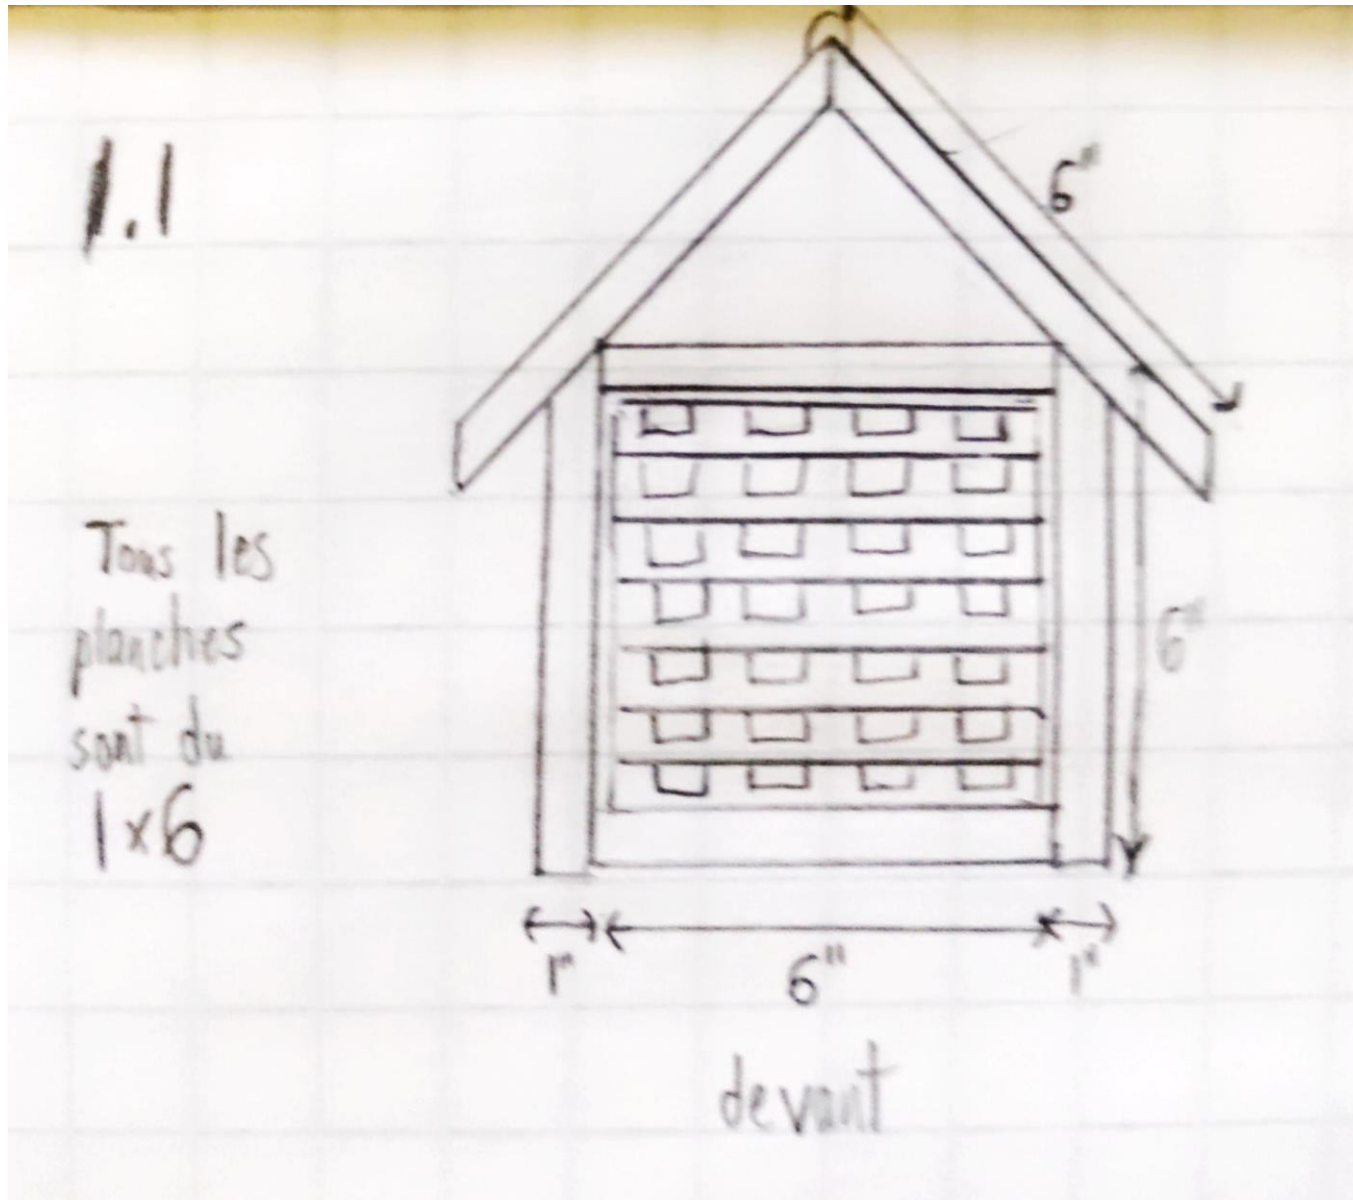 1.1
6"
Tous les
planches
sont du
1x6
6"
1" 6" 1"
devant